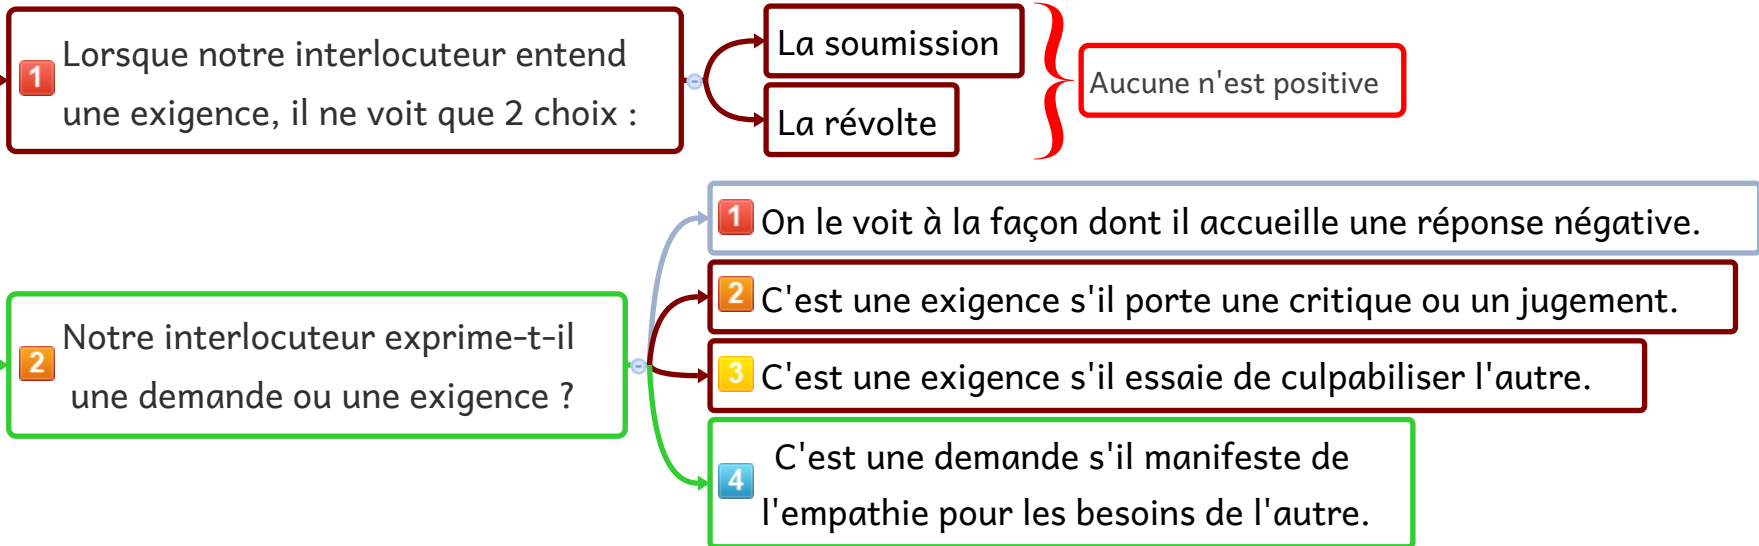 1 Lorsque notre interlocuteur entend
une exigence, il ne voit que 2 choix :
La soumission
La révolte
Aucune n'est positive
2 Notre interlocuteur exprime-t-il
une demande ou une exigence ?
1 On le voit à la façon dont il accueille une réponse négative.
2 C'est une exigence s'il porte une critique ou un jugement.
3 C'est une exigence s'il essaie de culpabiliser l'autre.
4 C'est une demande s'il manifeste de
l'empathie pour les besoins de l'autre.